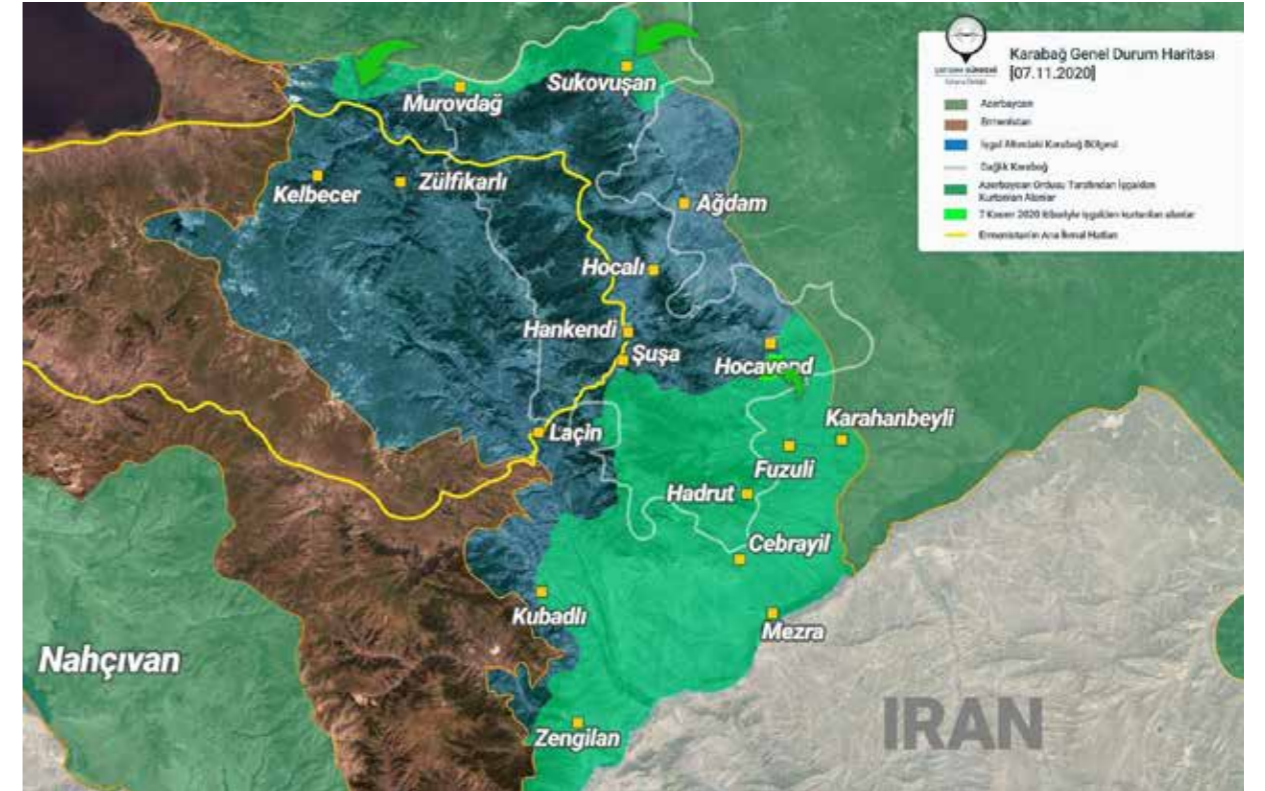 Karabağ Genel Durum Haritası
[07.11.2020]
Azerbaycan
Ermenistan
İşgal Altındaki Karabağ Bölgesi
Dağlık Karabağ
Azerbaycan Ordusu Tarafından İşgalden
Kurtarılan Alanlar
7 Kasım 2020 itibariyle işgalden kurtarılan alanlar
Ermenistan'ın Ana İkmal Hatları
Sukovuşan
Murovdağ
Kelbecer
Zülfikarlı
Ağdam
Hocalı
Hankendi
Şuşa
Hocavend
Laçin
Karahanbeyli
Fuzuli
Hadrut
Cebrayil
Kubadlı
Mezra
Nahçıvan
IRAN
Zengilan